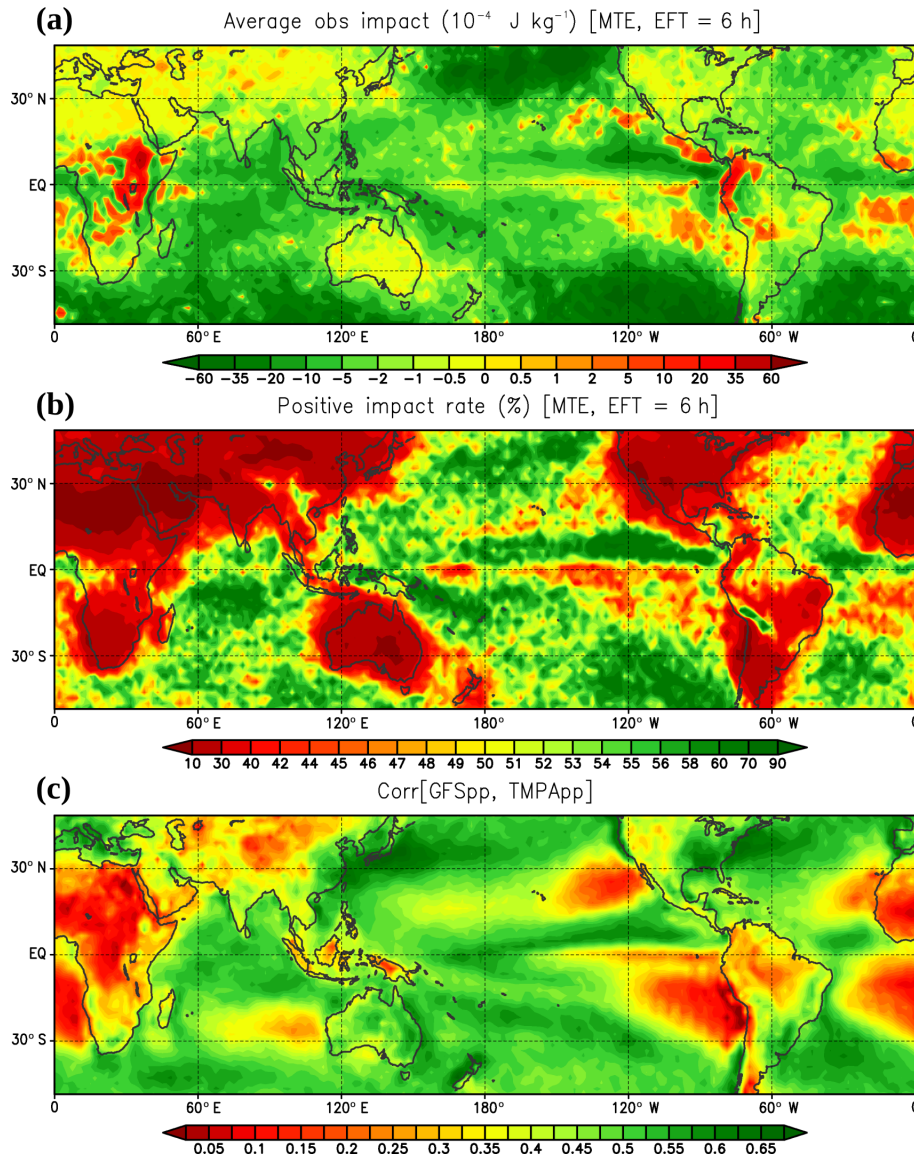 (a) Average obs impact (10⁻⁴ J kg⁻¹) [MTE, EFT = 6 h]
30° N
EQ
30° S
0 60° E 120° E 180° 120° W 60° W 0
−60 −35 −20 −10 −5 −2 −1 −0.5 0 0.5 1 2 5 10 20 35 60
(b) Positive impact rate (%) [MTE, EFT = 6 h]
30° N
EQ
30° S
0 60° E 120° E 180° 120° W 60° W 0
10 30 40 42 44 45 46 47 48 49 50 51 52 53 54 55 56 58 60 70 90
(c) Corr[GFSpp, TMPApp]
30° N
EQ
30° S
0 60° E 120° E 180° 120° W 60° W 0
0.05 0.1 0.15 0.2 0.25 0.3 0.35 0.4 0.45 0.5 0.55 0.6 0.65